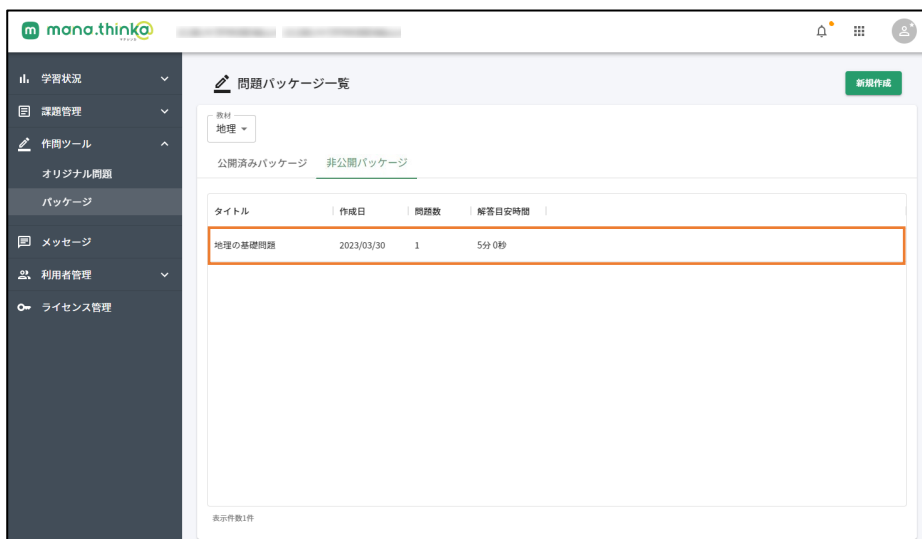 mana.thinka
学習状況
課題管理
作問ツール
オリジナル問題
パッケージ
メッセージ
利用者管理
ライセンス管理
問題パッケージ一覧
新規作成
教材
地理
公開済みパッケージ 非公開パッケージ
タイトル 作成日 問題数 解答目安時間
地理の基礎問題 2023/03/30 1 5分 0秒
表示件数1件